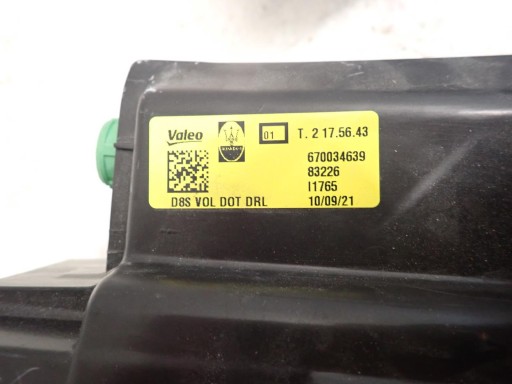 Valeo
01 T. 2 17.56.43
670034639
83226
I1765
D8S VOL DOT DRL 10/09/21